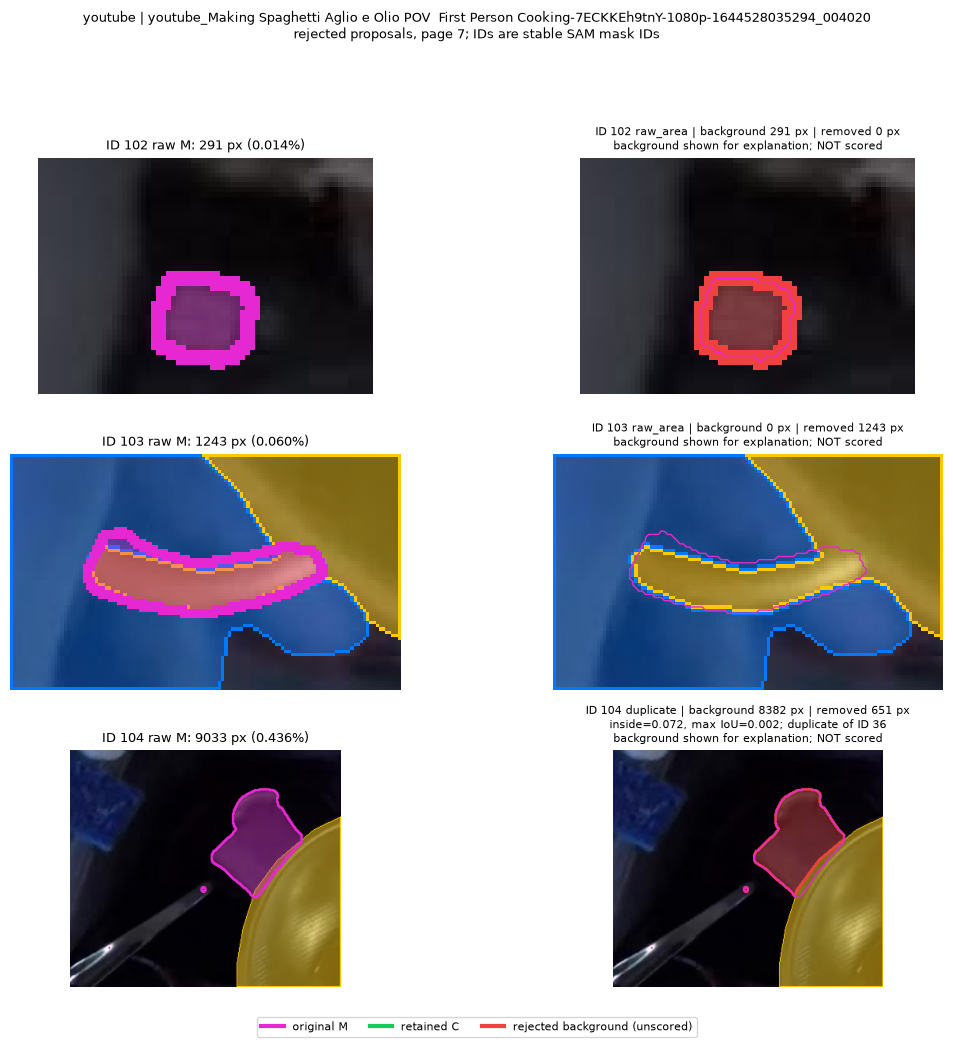 youtube | youtube_Making Spaghetti Aglio e Olio POV  First Person Cooking-7ECKKEh9tnY-1080p-1644528035294_004020
rejected proposals, page 7; IDs are stable SAM mask IDs
ID 102 raw M: 291 px (0.014%)
ID 102 raw_area | background 291 px | removed 0 px
background shown for explanation; NOT scored
ID 103 raw M: 1243 px (0.060%)
ID 103 raw_area | background 0 px | removed 1243 px
background shown for explanation; NOT scored
ID 104 raw M: 9033 px (0.436%)
ID 104 duplicate | background 8382 px | removed 651 px
inside=0.072, max IoU=0.002; duplicate of ID 36
background shown for explanation; NOT scored
original M
retained C
rejected background (unscored)